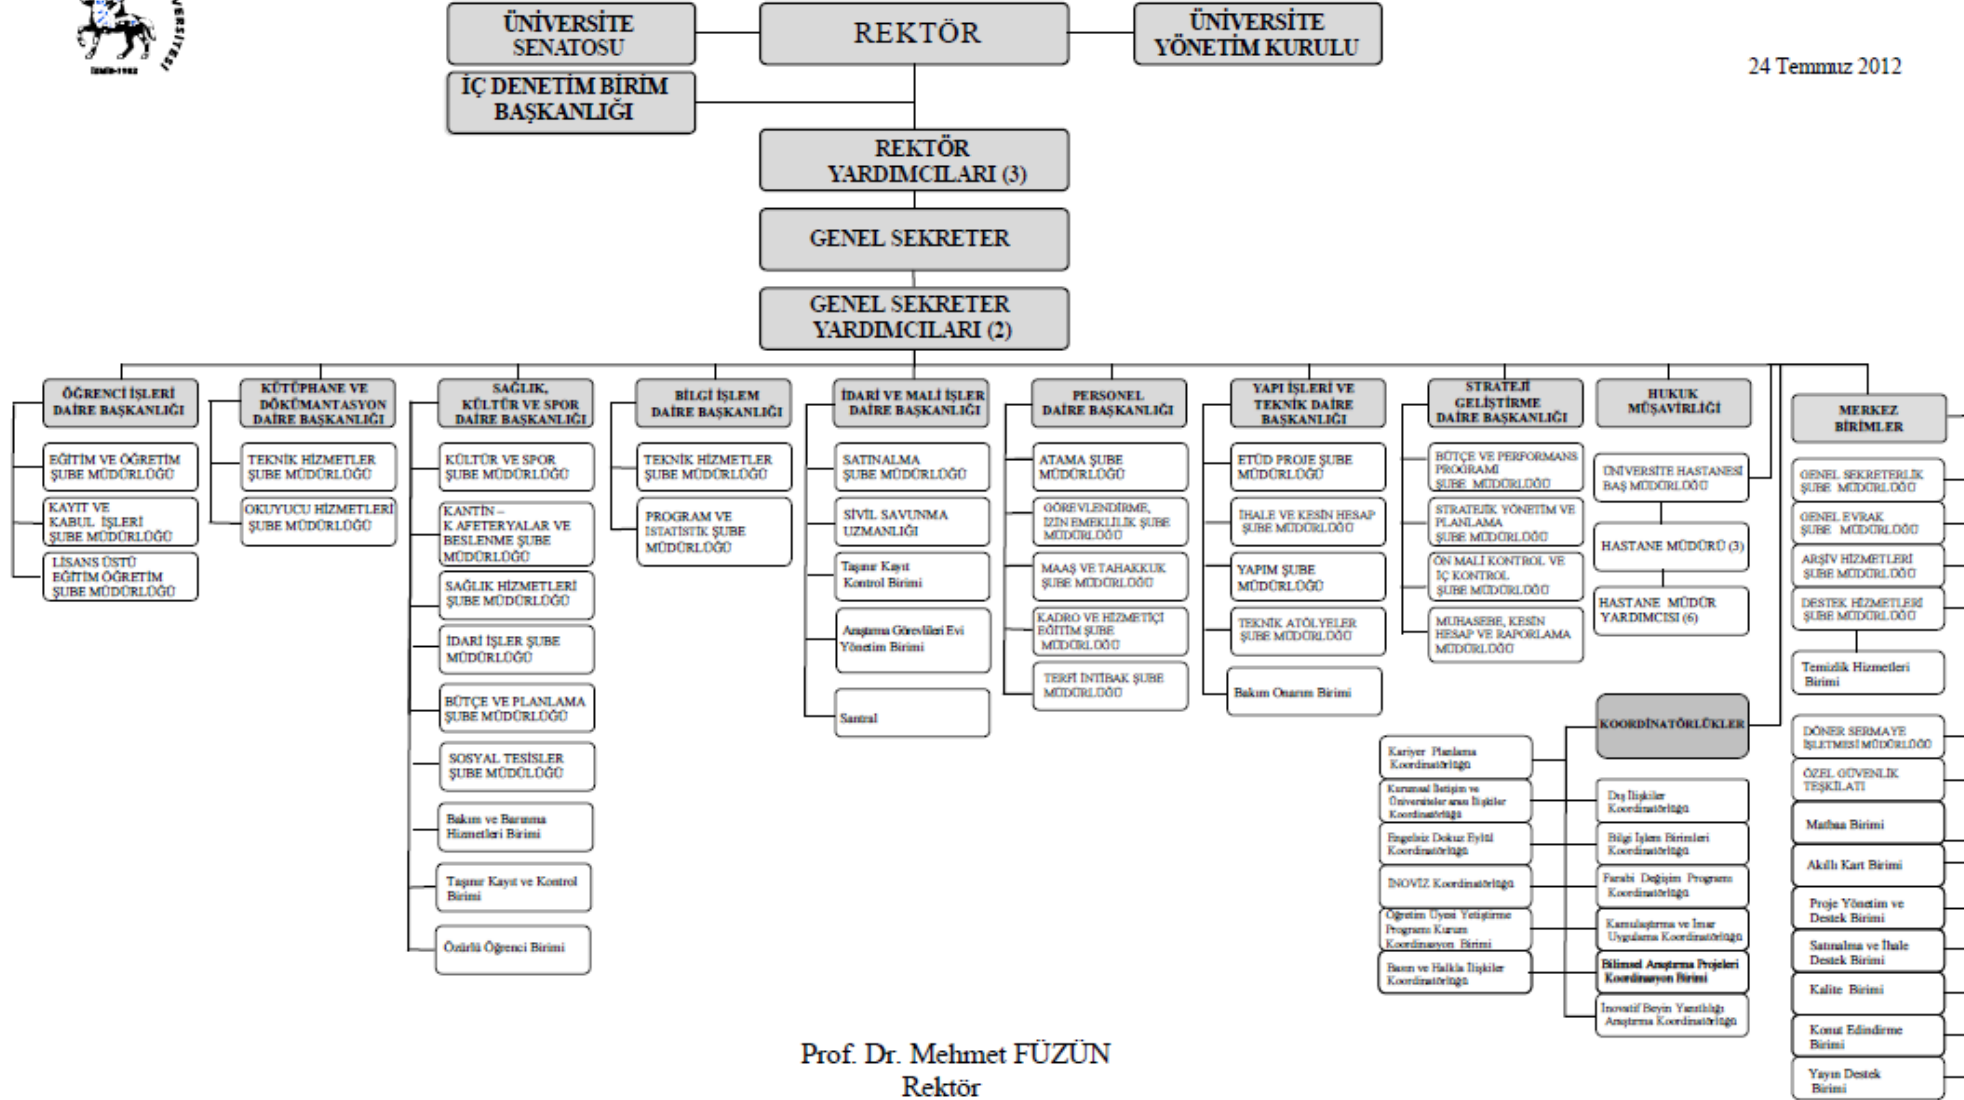 VERSITESI
İZMİR-1982
ÜNİVERSİTE
SENATOSU
REKTÖR
ÜNİVERSİTE
YÖNETİM KURULU
24 Temmuz 2012
İÇ DENETİM BİRİM
BAŞKANLIĞI
REKTÖR
YARDIMCILARI (3)
GENEL SEKRETER
GENEL SEKRETER
YARDIMCILARI (2)
ÖĞRENCİ İŞLERİ
DAİRE BAŞKANLIĞI
EĞİTİM VE ÖĞRETİM
ŞUBE MÜDÜRLÜĞÜ
KAYIT VE
KABUL İŞLERİ
ŞUBE MÜDÜRLÜĞÜ
LİSANS ÜSTÜ
EĞİTİM ÖĞRETİM
ŞUBE MÜDÜRLÜĞÜ
KÜTÜPHANE VE
DÖKÜMANTASYON
DAİRE BAŞKANLIĞI
TEKNİK HİZMETLER
ŞUBE MÜDÜRLÜĞÜ
OKUYUCU HİZMETLERİ
ŞUBE MÜDÜRLÜĞÜ
SAĞLIK,
KÜLTÜR VE SPOR
DAİRE BAŞKANLIĞI
KÜLTÜR VE SPOR
ŞUBE MÜDÜRLÜĞÜ
KANTİN –
K AFETERYALAR VE
BESLENME ŞUBE
MÜDÜRLÜĞÜ
SAĞLIK HİZMETLERİ
ŞUBE MÜDÜRLÜĞÜ
İDARİ İŞLER ŞUBE
MÜDÜRLÜĞÜ
BÜTÇE VE PLANLAMA
ŞUBE MÜDÜRLÜĞÜ
SOSYAL TESİSLER
ŞUBE MÜDÜLÜĞÜ
Bakım ve Barınma
Hizmetleri Birimi
Taşınır Kayıt ve Kontrol
Birimi
Özürlü Öğrenci Birimi
BİLGİ İŞLEM
DAİRE BAŞKANLIĞI
TEKNİK HİZMETLER
ŞUBE MÜDÜRLÜĞÜ
PROGRAM VE
İSTATİSTİK ŞUBE
MÜDÜRLÜĞÜ
İDARİ VE MALİ İŞLER
DAİRE BAŞKANLIĞI
SATINALMA
ŞUBE MÜDÜRLÜĞÜ
SİVİL SAVUNMA
UZMANLIĞI
Taşınır Kayıt
Kontrol Birimi
Araştırma Görevlileri Evi
Yönetim Birimi
Santral
PERSONEL
DAİRE BAŞKANLIĞI
ATAMA ŞUBE
MÜDÜRLÜĞÜ
GÖREVLENDİRME,
İZİN EMEKLİLİK ŞUBE
MÜDÜRLÜĞÜ
MAAŞ VE TAHAKKUK
ŞUBE MÜDÜRLÜĞÜ
KADRO VE HİZMETİÇİ
EĞİTİM ŞUBE
MÜDÜRLÜĞÜ
TERFİ İNTİBAK ŞUBE
MÜDÜRLÜĞÜ
YAPI İŞLERİ VE
TEKNİK DAİRE
BAŞKANLIĞI
ETÜD PROJE ŞUBE
MÜDÜRLÜĞÜ
İHALE VE KESİN HESAP
ŞUBE MÜDÜRLÜĞÜ
YAPIM ŞUBE
MÜDÜRLÜĞÜ
TEKNİK ATÖLYELER
ŞUBE MÜDÜRLÜĞÜ
Bakım Onarım Birimi
STRATEJİ
GELİŞTİRME
DAİRE BAŞKANLIĞI
BÜTÇE VE PERFORMANS
PROGRAMI
ŞUBE MÜDÜRLÜĞÜ
STRATEJİK YÖNETİM VE
PLANLAMA
ŞUBE MÜDÜRLÜĞÜ
ÖN MALİ KONTROL VE
İÇ KONTROL
ŞUBE MÜDÜRLÜĞÜ
MUHASEBE, KESİN
HESAP VE RAPORLAMA
MÜDÜRLÜĞÜ
HUKUK
MÜŞAVİRLİĞİ
ÜNİVERSİTE HASTANESİ
BAŞ MÜDÜRLÜĞÜ
HASTANE MÜDÜRÜ (3)
HASTANE MÜDÜR
YARDIMCISI (6)
KOORDİNATÖRLÜKLER
Kariyer Planlama
Koordinatörlüğü
Kurumsal İletişim ve
Üniversiteler arası İlişkiler
Koordinatörlüğü
Engelsiz Dokuz Eylül
Koordinatörlüğü
İNOVİZ Koordinatörlüğü
Öğretim Üyesi Yetiştirme
Programı Kurum
Koordinasyon Birimi
Basın ve Halkla İlişkiler
Koordinatörlüğü
Dış İlişkiler
Koordinatörlüğü
Bilgi İşlem Birimleri
Koordinatörlüğü
Farabi Değişim Programı
Koordinatörlüğü
Kamulaştırma ve İmar
Uygulama Koordinatörlüğü
Bilimsel Araştırma Projeleri
Koordinasyon Birimi
İnovatif Beyin Yanıtlılığı
Araştırma Koordinatörlüğü
MERKEZ
BİRİMLER
GENEL SEKRETERLİK
ŞUBE MÜDÜRLÜĞÜ
GENEL EVRAK
ŞUBE MÜDÜRLÜĞÜ
ARŞİV HİZMETLERİ
ŞUBE MÜDÜRLÜĞÜ
DESTEK HİZMETLERİ
ŞUBE MÜDÜRLÜĞÜ
Temizlik Hizmetleri
Birimi
DÖNER SERMAYE
İŞLETMESİ MÜDÜRLÜĞÜ
ÖZEL GÜVENLİK
TEŞKİLATI
Matbaa Birimi
Akıllı Kart Birimi
Proje Yönetim ve
Destek Birimi
Satınalma ve İhale
Destek Birimi
Kalite Birimi
Konut Edindirme
Birimi
Yayın Destek
Birimi
Prof. Dr. Mehmet FÜZÜN
Rektör